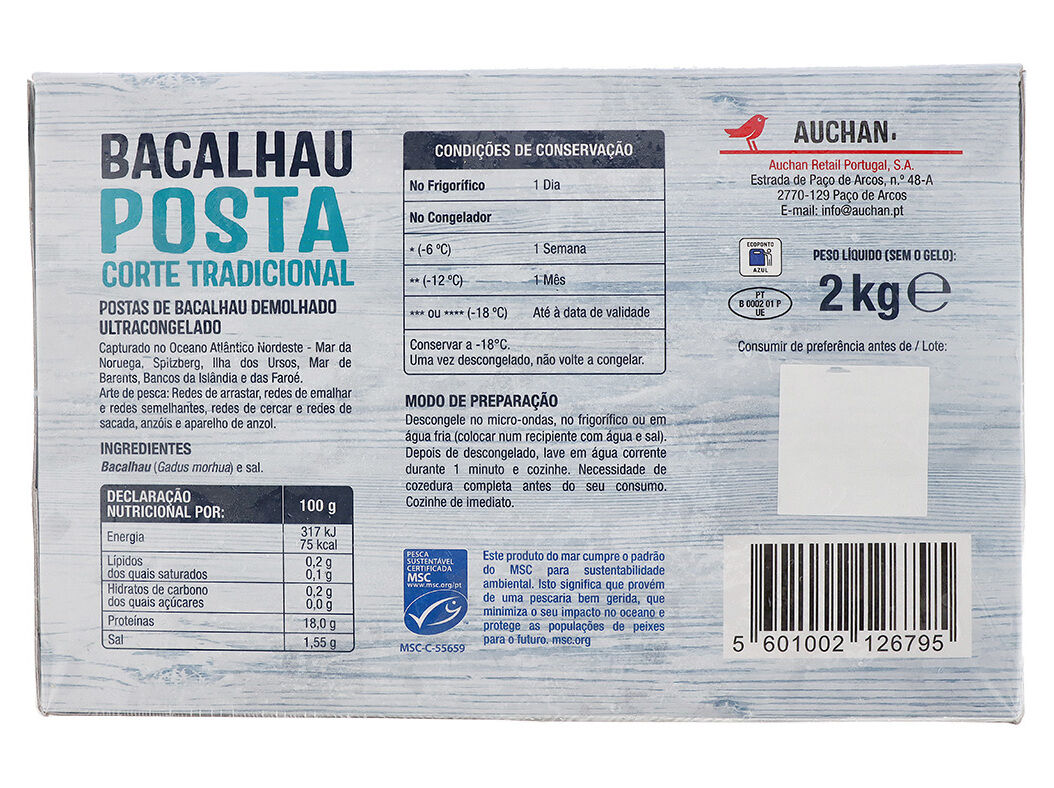 BACALHAU
POSTA
CORTE TRADICIONAL
POSTAS DE BACALHAU DEMOLHADO
ULTRACONGELADO
Capturado no Oceano Atlântico Nordeste - Mar da
Noruega, Spitzberg, Ilha dos Ursos, Mar de
Barents, Bancos da Islândia e das Faroé.
Arte de pesca: Redes de arrastar, redes de emalhar
e redes semelhantes, redes de cercar e redes de
sacada, anzóis e aparelho de anzol.
INGREDIENTES
Bacalhau (Gadus morhua) e sal.
DECLARAÇÃO
NUTRICIONAL POR: 100 g
Energia 317 kJ
75 kcal
Lípidos 0,2 g
dos quais saturados 0,1 g
Hidratos de carbono 0,2 g
dos quais açúcares 0,0 g
Proteínas 18,0 g
Sal 1,55 g
CONDIÇÕES DE CONSERVAÇÃO
No Frigorífico 1 Dia
No Congelador
* (-6 ºC) 1 Semana
** (-12 ºC) 1 Mês
*** ou **** (-18 ºC) Até à data de validade
Conservar a -18°C.
Uma vez descongelado, não volte a congelar.
MODO DE PREPARAÇÃO
Descongele no micro-ondas, no frigorífico ou em
água fria (colocar num recipiente com água e sal).
Depois de descongelado, lave em água corrente
durante 1 minuto e cozinhe. Necessidade de
cozedura completa antes do seu consumo.
Cozinhe de imediato.
PESCA
SUSTENTÁVEL
CERTIFICADA
MSC
www.msc.org/pt
MSC-C-55659
Este produto do mar cumpre o padrão
do MSC para sustentabilidade
ambiental. Isto significa que provém
de uma pescaria bem gerida, que
minimiza o seu impacto no oceano e
protege as populações de peixes
para o futuro. msc.org
AUCHAN
Auchan Retail Portugal, S.A.
Estrada de Paço de Arcos, n.º 48-A
2770-129 Paço de Arcos
E-mail: info@auchan.pt
ECOPONTO
AZUL
PT
B 0002 01 P
UE
PESO LÍQUIDO (SEM O GELO):
2 kg ℮
Consumir de preferência antes de / Lote:
5 601002 126795